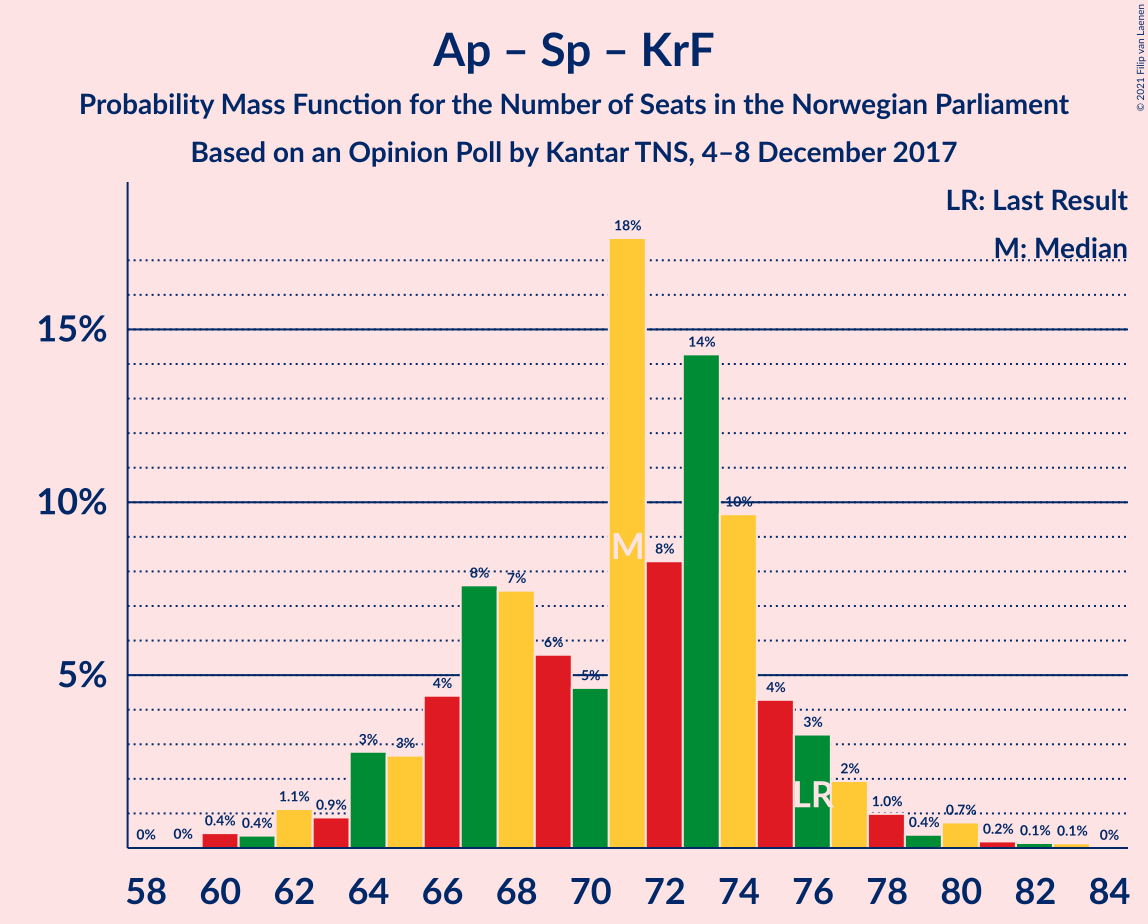 Ap – Sp – KrF
Probability Mass Function for the Number of Seats in the Norwegian Parliament
Based on an Opinion Poll by Kantar TNS, 4–8 December 2017
© 2021 Filip van Laenen
LR: Last Result
M: Median
15%
10%
5%
0% 0% 0.4% 0.4% 1.1% 0.9% 3% 3% 4% 8% 7% 6% 5% 18% 8% 14% 10% 4% 3% 2% 1.0% 0.4% 0.7% 0.2% 0.1% 0.1% 0%
M
LR
58 60 62 64 66 68 70 72 74 76 78 80 82 84